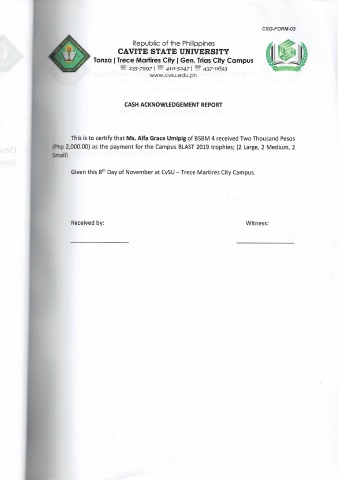 CSG-FORM-03
Republic of the Philippines
CAVITE STATE UNIVERSITY
Tanza | Trece Martires City | Gen. Trias City Campus
☏ 235-7997 | ☏ 410-5247 | ☏ 437-0693
www.cvsu.edu.ph
CASH ACKNOWLEDGEMENT REPORT
This is to certify that Ms. Alfa Grace Umipig of BSBM 4 received Two Thousand Pesos
(Php 2,000.00) as the payment for the Campus BLAST 2019 trophies; (2 Large, 2 Medium, 2
Small)
Given this 8th Day of November at CvSU – Trece Martires City Campus.
Received by: Witness: